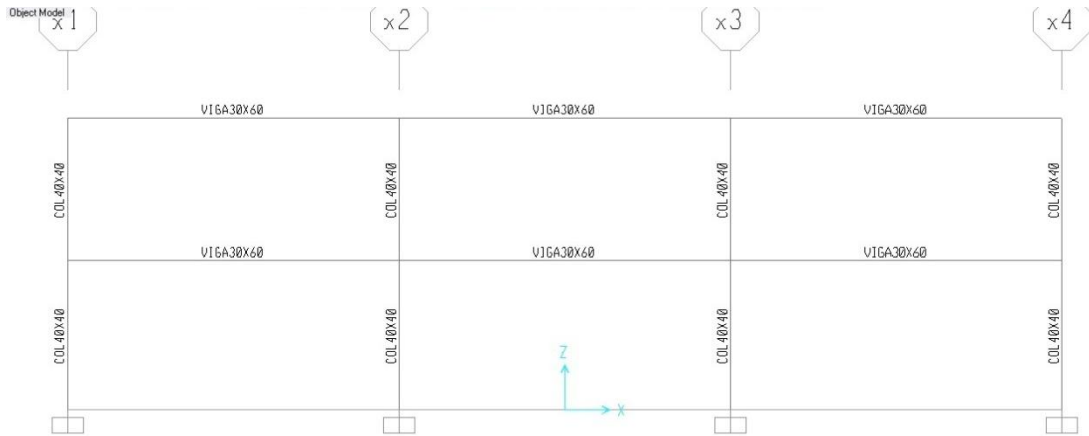 Object Model
x1 x2 x3 x4
VIGA30X60 VIGA30X60 VIGA30X60
COL40X40 COL40X40 COL40X40 COL40X40
VIGA30X60 VIGA30X60 VIGA30X60
COL40X40 COL40X40 COL40X40 COL40X40
Z
X